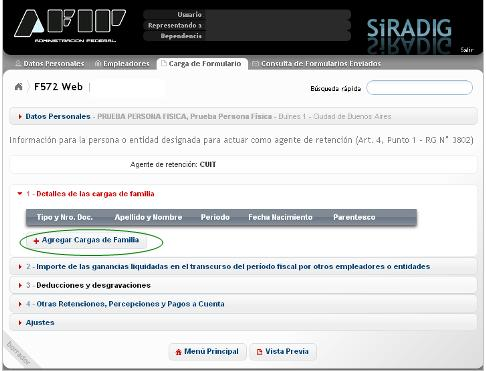 AFIP
ADMINISTRACION FEDERAL
Usuario
Representando a
Dependencia
SiRADIG
Salir
Datos Personales
Empleadores
Carga de Formulario
Consulta de Formularios Enviados
F572 Web
Búsqueda rápida
Datos Personales - PRUEBA PERSONA FISICA, Prueba Persona Fisica - Bulnes 1 - Ciudad de Buenos Aires
Información para la persona o entidad designada para actuar como agente de retención (Art. 4, Punto 1 - RG N° 3802)
Agente de retención: CUIT
1 - Detalles de las cargas de familia
Tipo y Nro. Doc. Apellido y Nombre Período Fecha Nacimiento Parentesco
Agregar Cargas de Familia
2 - Importe de las ganancias liquidadas en el transcurso del período fiscal por otros empleadores o entidades
3 - Deducciones y desgravaciones
4 - Otras Retenciones, Percepciones y Pagos a Cuenta
Ajustes
borrador
Menú Principal
Vista Previa